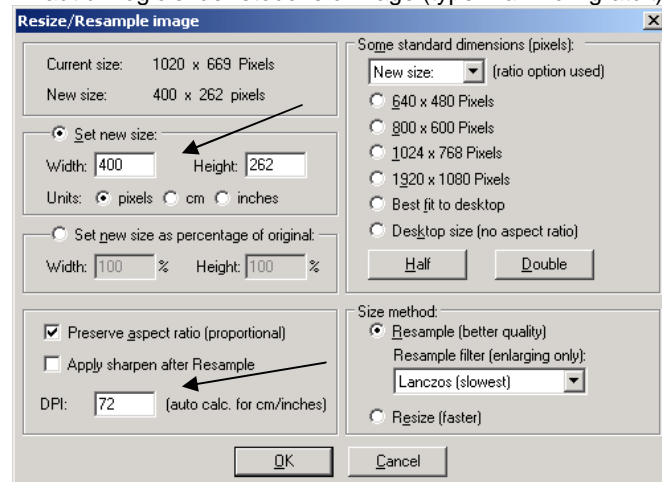 Resize/Resample image
Current size: 1020 x 669 Pixels
New size: 400 x 262 pixels
Set new size:
Width: 400 Height: 262
Units: pixels cm inches
Set new size as percentage of original:
Width: 100 % Height: 100 %
Preserve aspect ratio (proportional)
Apply sharpen after Resample
DPI: 72 (auto calc. for cm/inches)
Some standard dimensions (pixels):
New size: (ratio option used)
640 x 480 Pixels
800 x 600 Pixels
1024 x 768 Pixels
1920 x 1080 Pixels
Best fit to desktop
Desktop size (no aspect ratio)
Half Double
Size method:
Resample (better quality)
Resample filter (enlarging only):
Lanczos (slowest)
Resize (faster)
OK Cancel